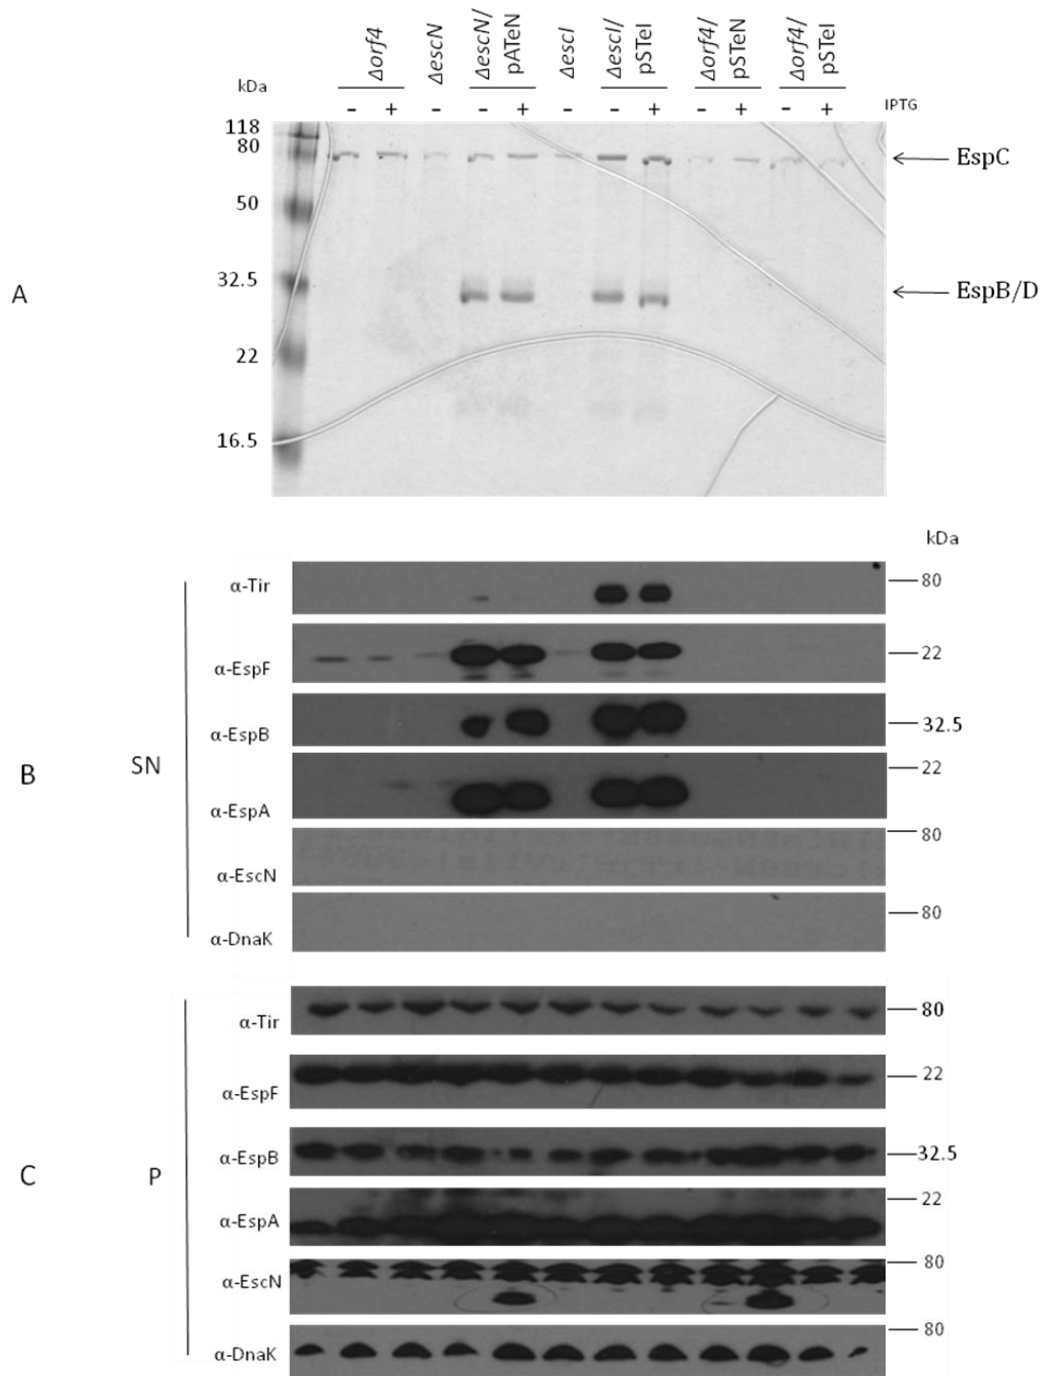 Δorf4
ΔescN
ΔescN/
pATeN
ΔescI
ΔescI/
pSTeI
Δorf4/
pSTeN
Δorf4/
pSTeI
kDa
- + - - + - - + - + - + IPTG
118
80
50
32.5
22
16.5
EspC
EspB/D
A
kDa
α-Tir 80
α-EspF 22
α-EspB 32.5
α-EspA 22
α-EscN 80
α-DnaK 80
B
SN
α-Tir 80
α-EspF 22
α-EspB 32.5
α-EspA 22
α-EscN 80
α-DnaK 80
C
P